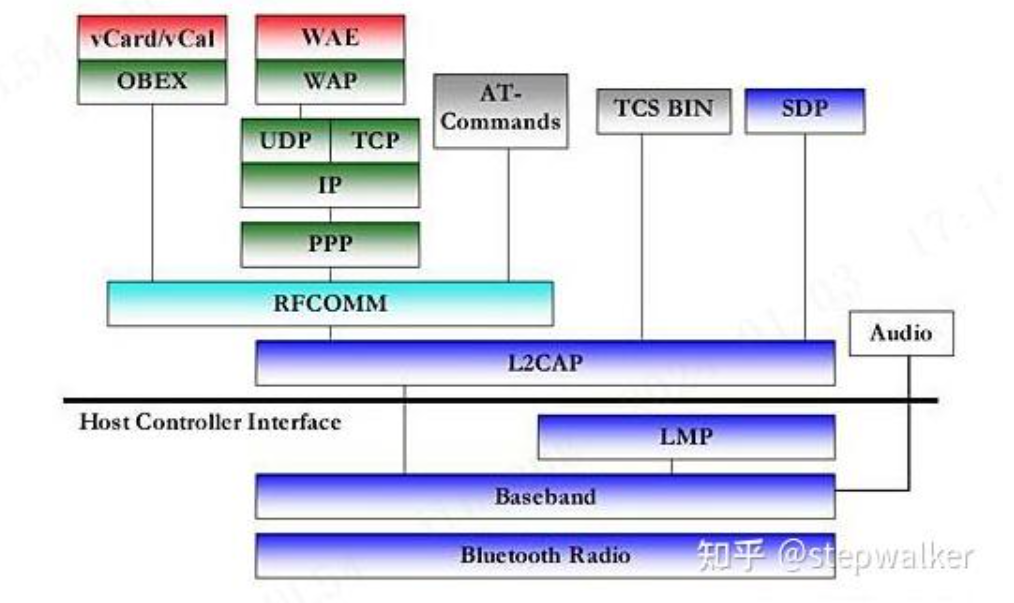 vCard/vCal
OBEX
WAE
WAP
UDP
TCP
IP
PPP
AT-
Commands
TCS BIN
SDP
RFCOMM
Audio
L2CAP
Host Controller Interface
LMP
Baseband
Bluetooth Radio
知乎 @stepwalker